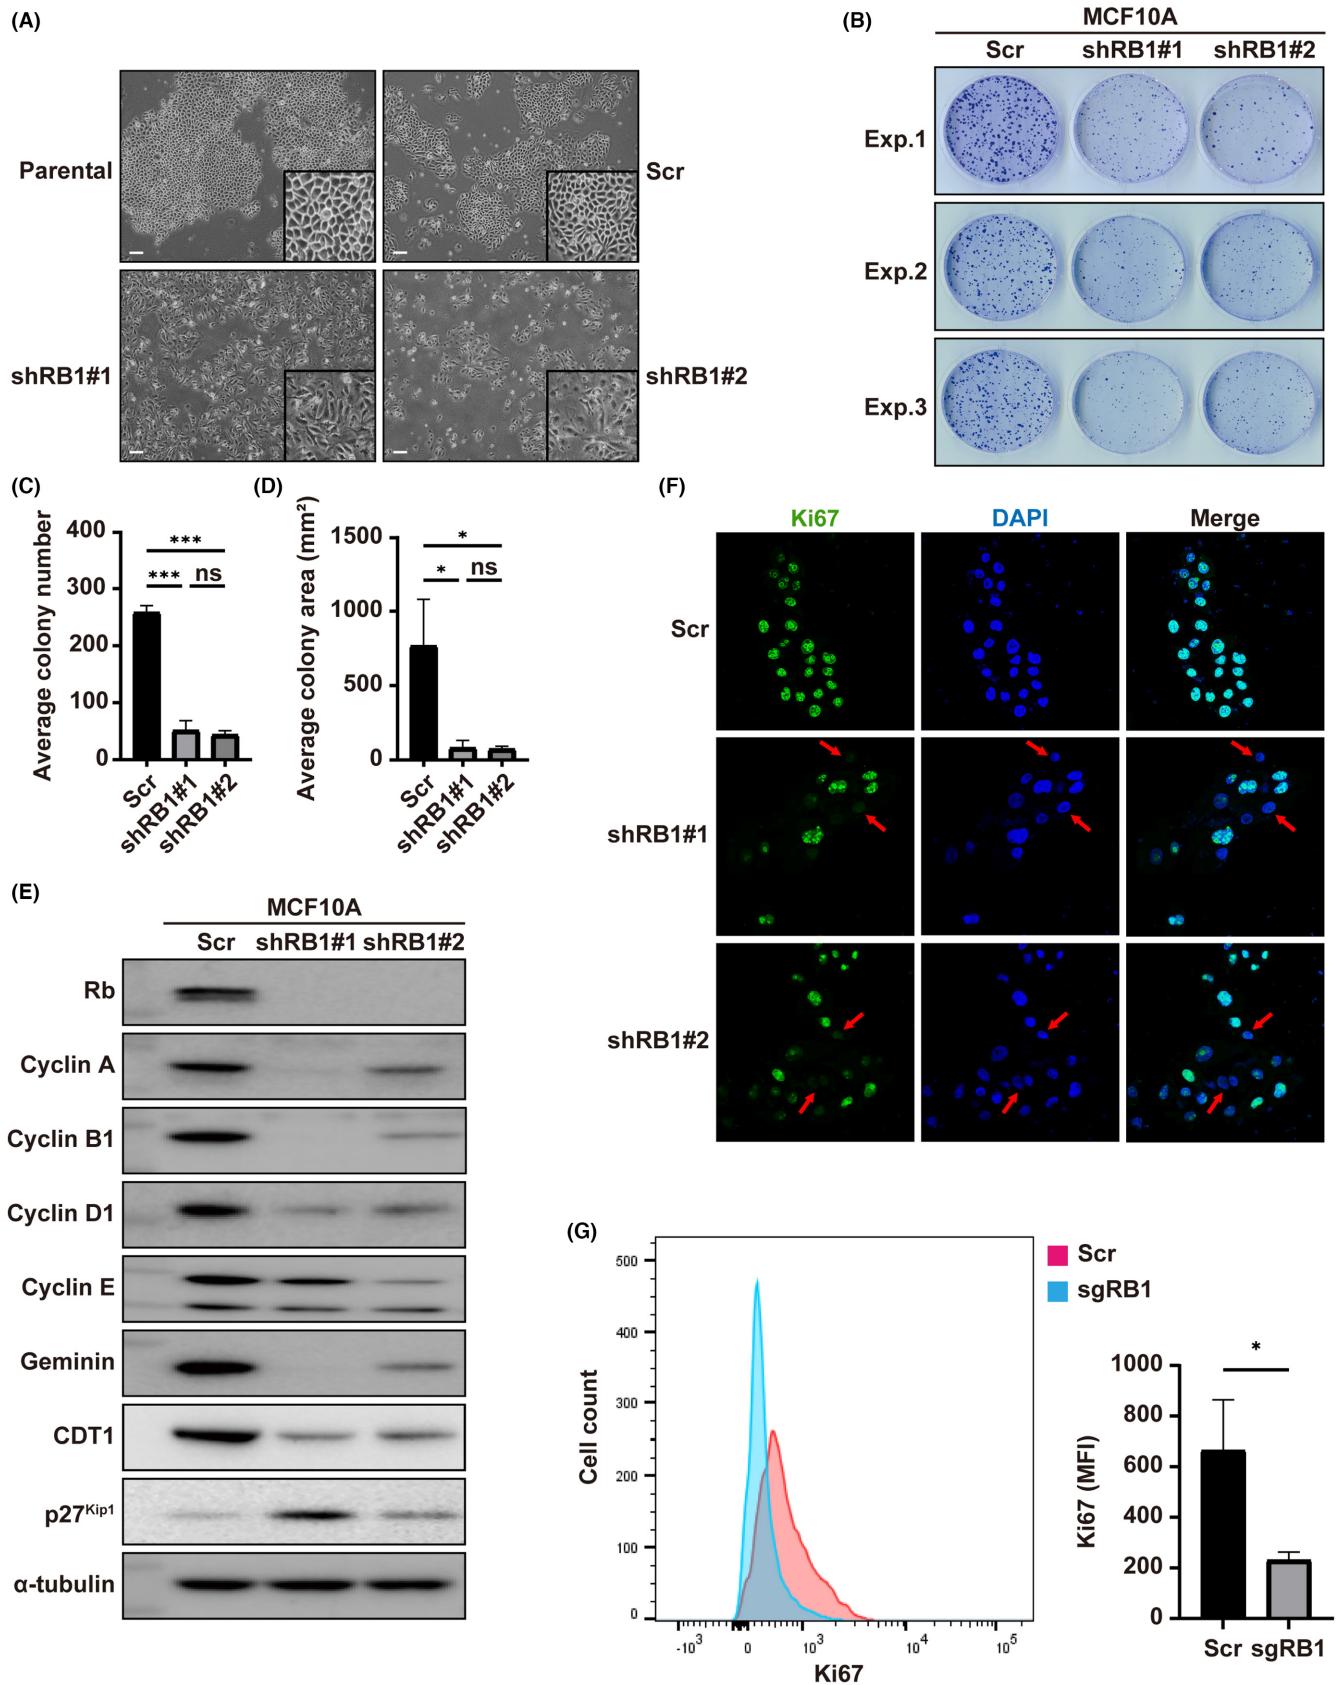 (A)
Parental
Scr
shRB1#1
shRB1#2
(B)
MCF10A
Scr shRB1#1 shRB1#2
Exp.1
Exp.2
Exp.3
(C)
Average colony number
400
300
200
100
0
***
*** ns
Scr
shRB1#1
shRB1#2
(D)
Average colony area (mm²)
1500
1000
500
0
*
* ns
Scr
shRB1#1
shRB1#2
(E)
MCF10A
Scr shRB1#1 shRB1#2
Rb
Cyclin A
Cyclin B1
Cyclin D1
Cyclin E
Geminin
CDT1
p27ᴷⁱᵖ¹
α-tubulin
(F)
Ki67 DAPI Merge
Scr
shRB1#1
shRB1#2
(G)
Cell count
500
400
300
200
100
0
-10³ 0 10³ 10⁴ 10⁵
Ki67
Scr
sgRB1
Ki67 (MFI)
1000
800
600
400
200
0
*
Scr sgRB1